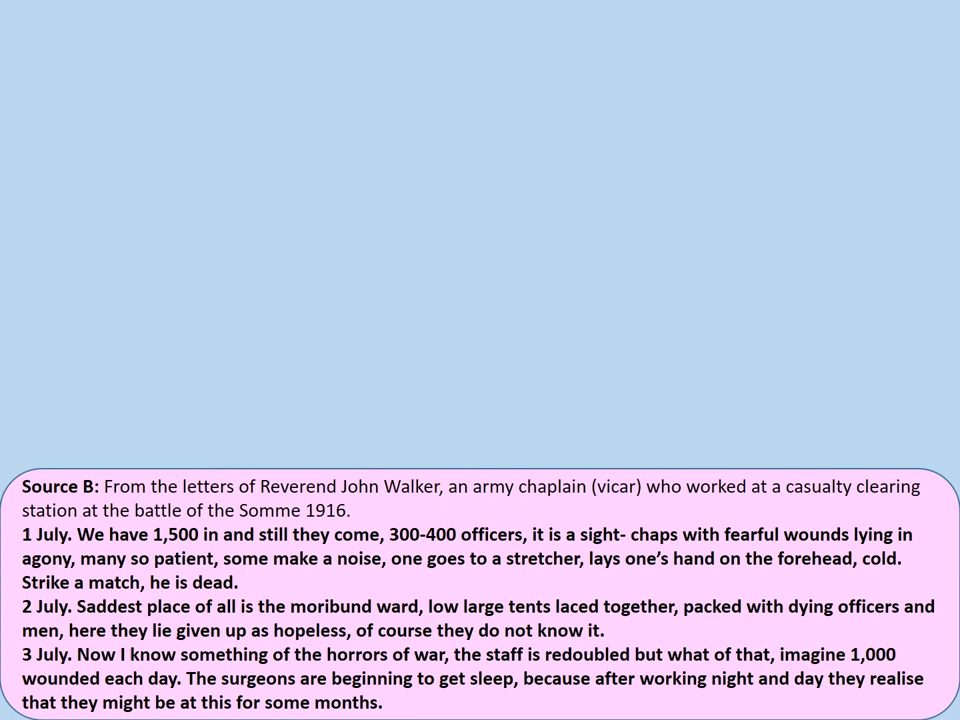 Source B: From the letters of Reverend John Walker, an army chaplain (vicar) who worked at a casualty clearing
station at the battle of the Somme 1916.
1 July. We have 1,500 in and still they come, 300-400 officers, it is a sight- chaps with fearful wounds lying in
agony, many so patient, some make a noise, one goes to a stretcher, lays one’s hand on the forehead, cold.
Strike a match, he is dead.
2 July. Saddest place of all is the moribund ward, low large tents laced together, packed with dying officers and
men, here they lie given up as hopeless, of course they do not know it.
3 July. Now I know something of the horrors of war, the staff is redoubled but what of that, imagine 1,000
wounded each day. The surgeons are beginning to get sleep, because after working night and day they realise
that they might be at this for some months.